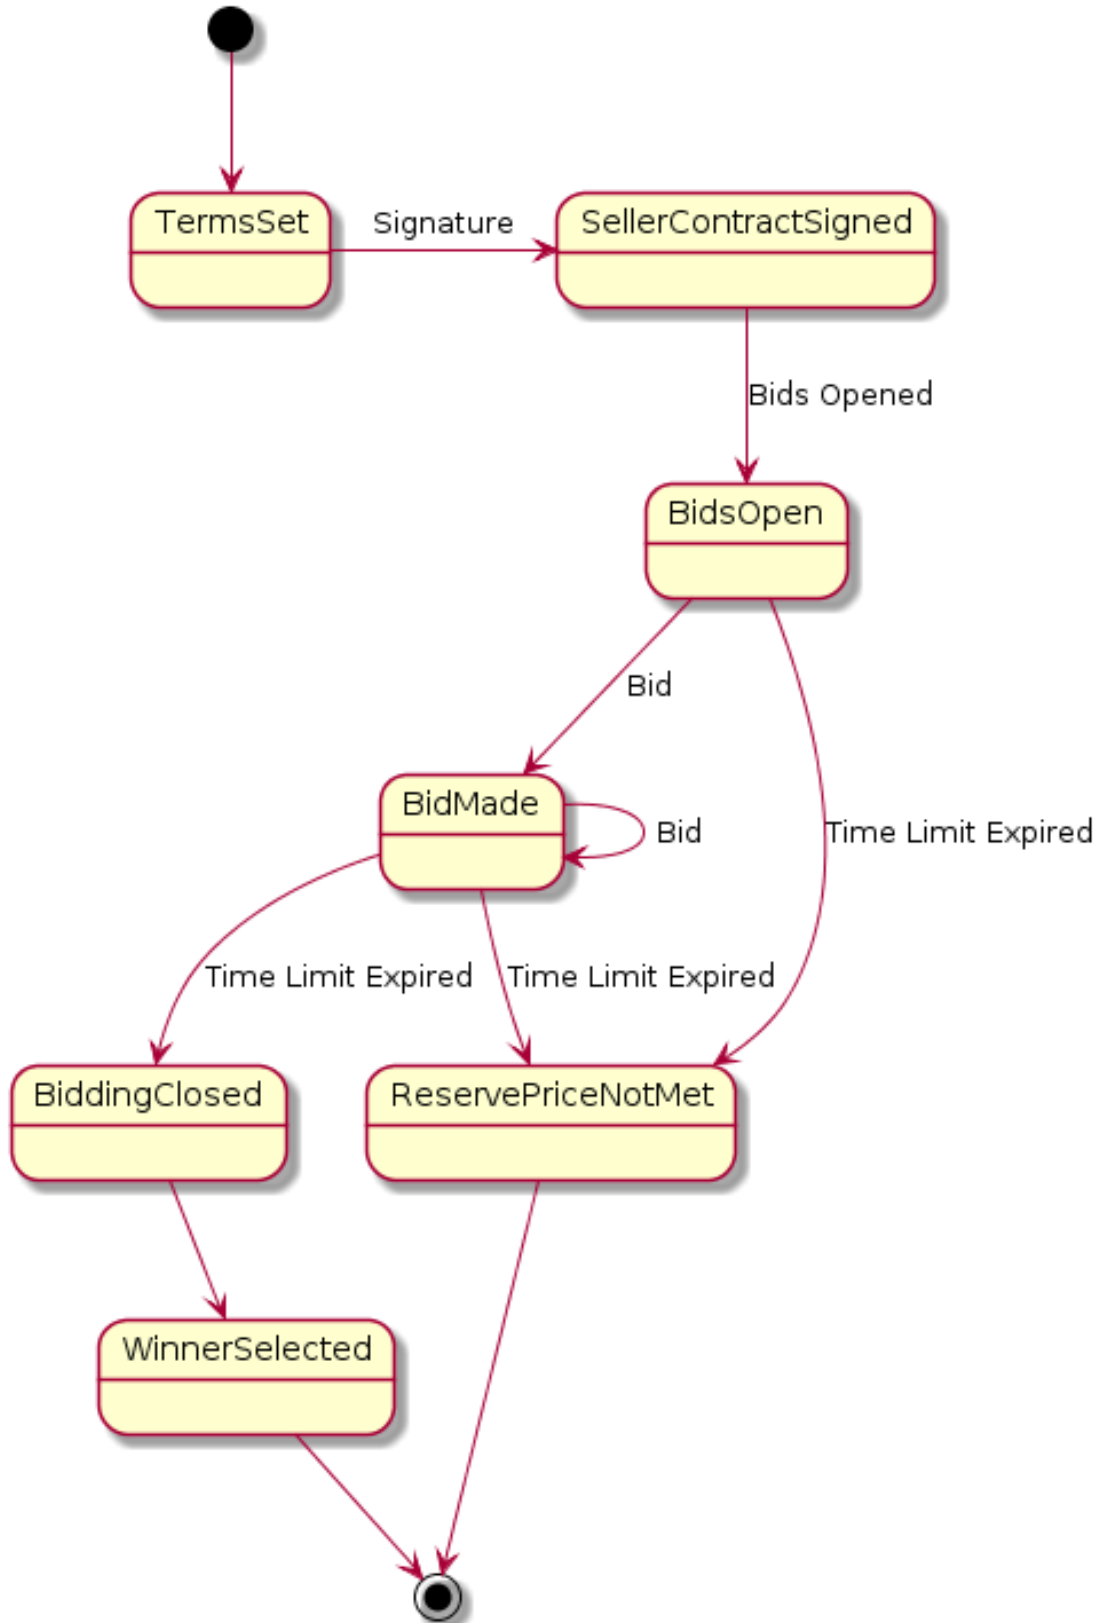 TermsSet
Signature
SellerContractSigned
Bids Opened
BidsOpen
Bid
BidMade
Bid
Time Limit Expired
Time Limit Expired
Time Limit Expired
BiddingClosed
ReservePriceNotMet
WinnerSelected